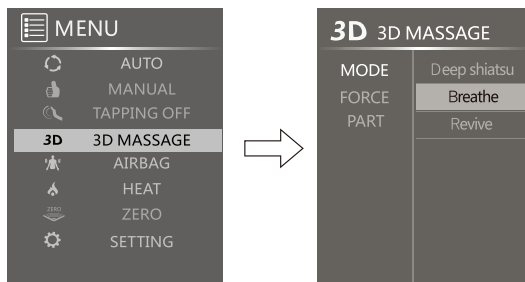 MENU
AUTO
MANUAL
TAPPING OFF
3D 3D MASSAGE
AIRBAG
HEAT
ZERO ZERO
SETTING
3D 3D MASSAGE
MODE Deep shiatsu
FORCE Breathe
PART Revive